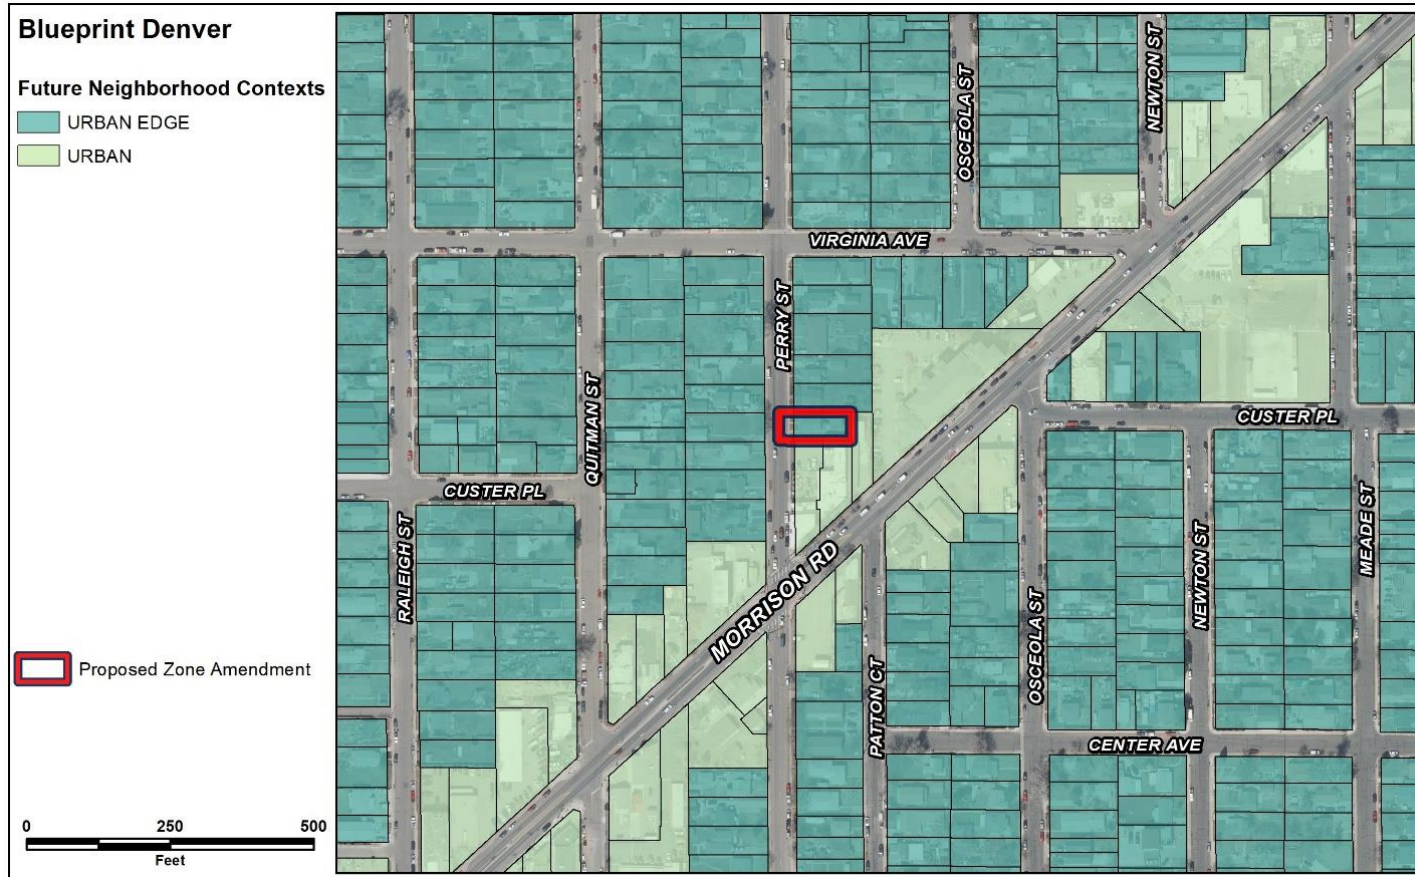 Blueprint Denver
Future Neighborhood Contexts
URBAN EDGE
URBAN
Proposed Zone Amendment
0 250 500
Feet
OSCEOLA ST
NEWTON ST
VIRGINIA AVE
PERRY ST
QUITMAN ST
CUSTER PL
CUSTER PL
RALEIGH ST
MORRISON RD
PATTON CT
OSCEOLA ST
NEWTON ST
MEADE ST
CENTER AVE